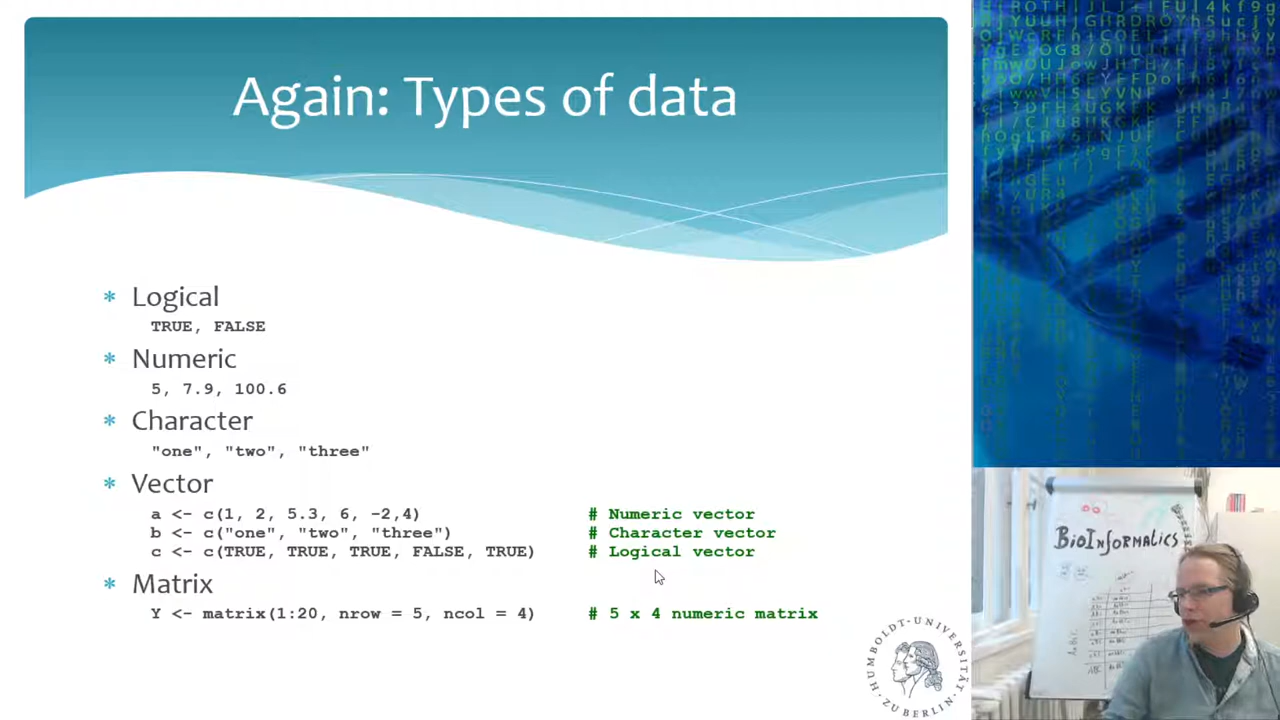 Again: Types of data
* Logical
TRUE, FALSE
* Numeric
5, 7.9, 100.6
* Character
"one", "two", "three"
* Vector
a <- c(1, 2, 5.3, 6, -2,4) # Numeric vector
b <- c("one", "two", "three") # Character vector
c <- c(TRUE, TRUE, TRUE, FALSE, TRUE) # Logical vector
* Matrix
Y <- matrix(1:20, nrow = 5, ncol = 4) # 5 x 4 numeric matrix
HUMBOLDT-UNIVERSITÄT ZU BERLIN
BioInformatics